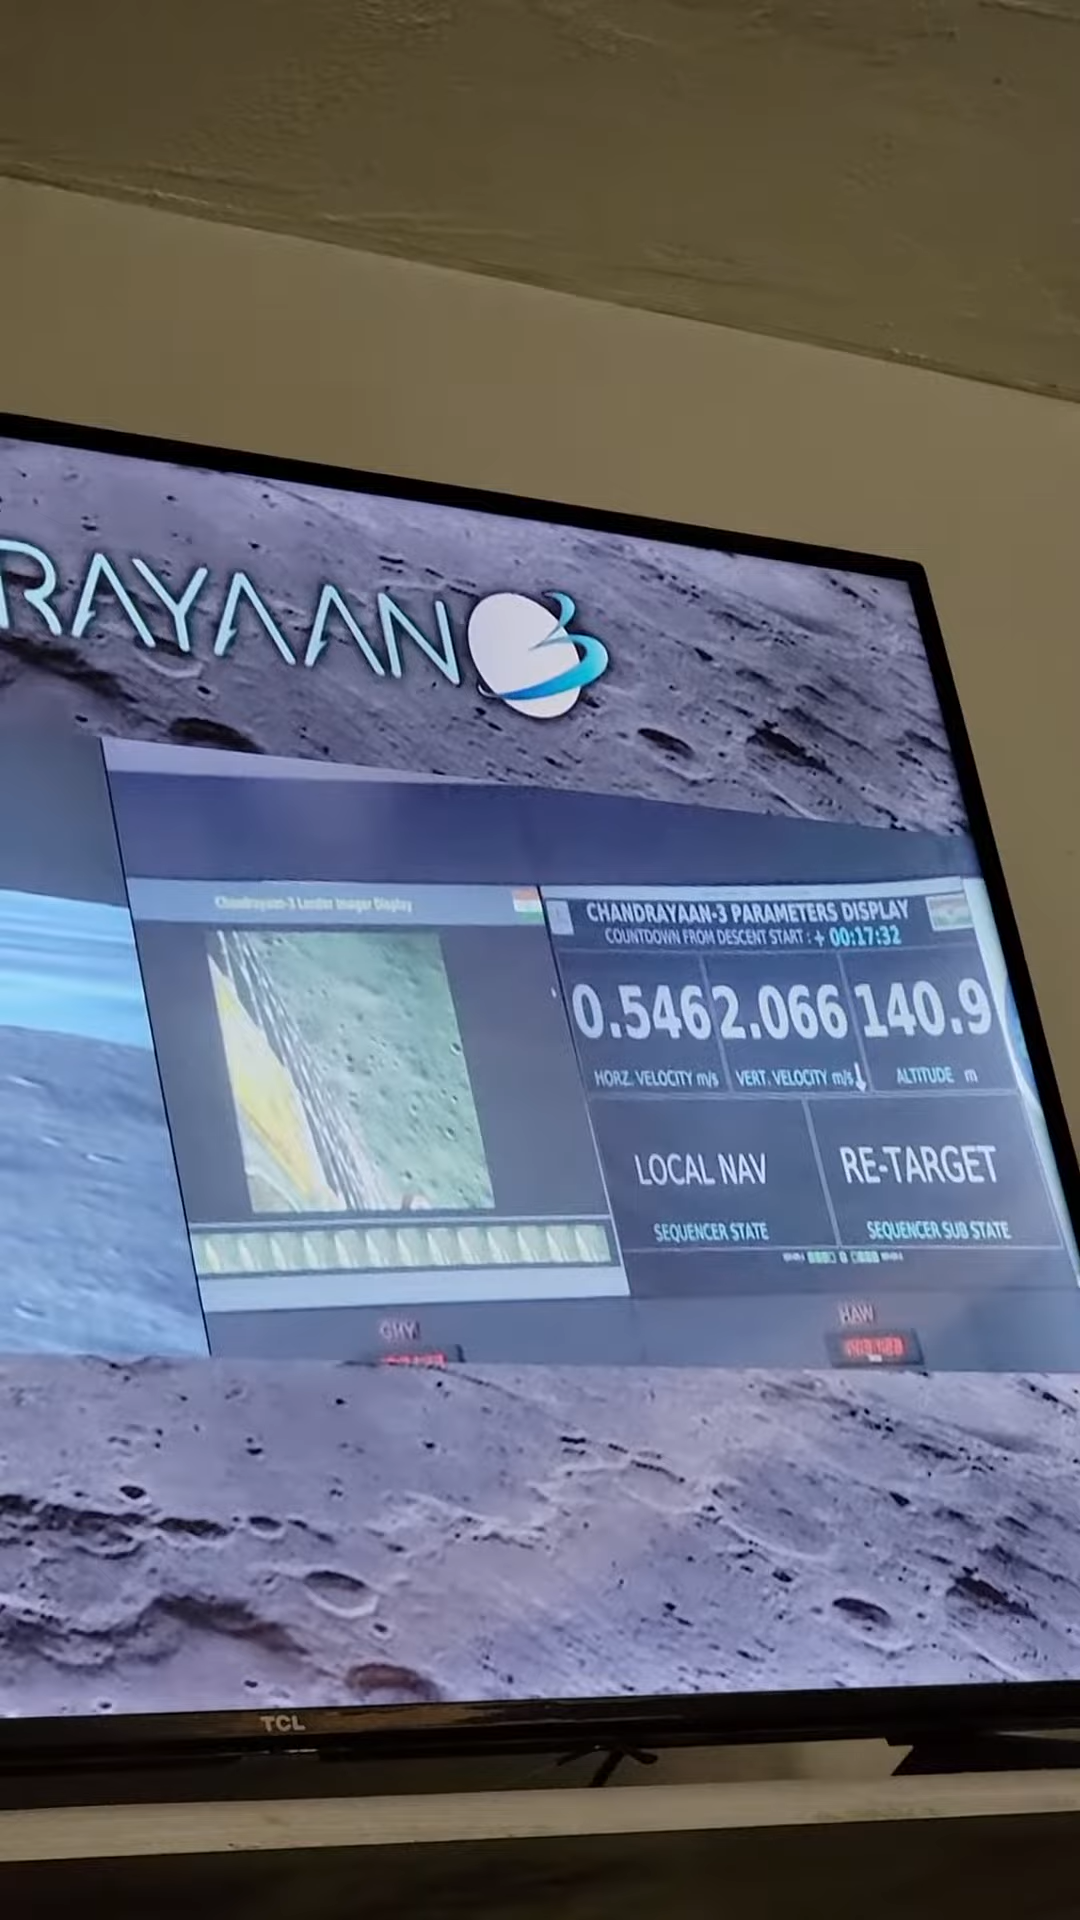 RAYAAN 3
Chandrayaan-3 Lander Imager Display
CHANDRAYAAN-3 PARAMETERS DISPLAY
COUNTDOWN FROM DESCENT START : + 00:17:32
0.546 2.066 140.9
HORZ. VELOCITY m/s VERT. VELOCITY m/s ALTITUDE m
LOCAL NAV RE-TARGET
SEQUENCER STATE SEQUENCER SUB STATE
HAW
TCL